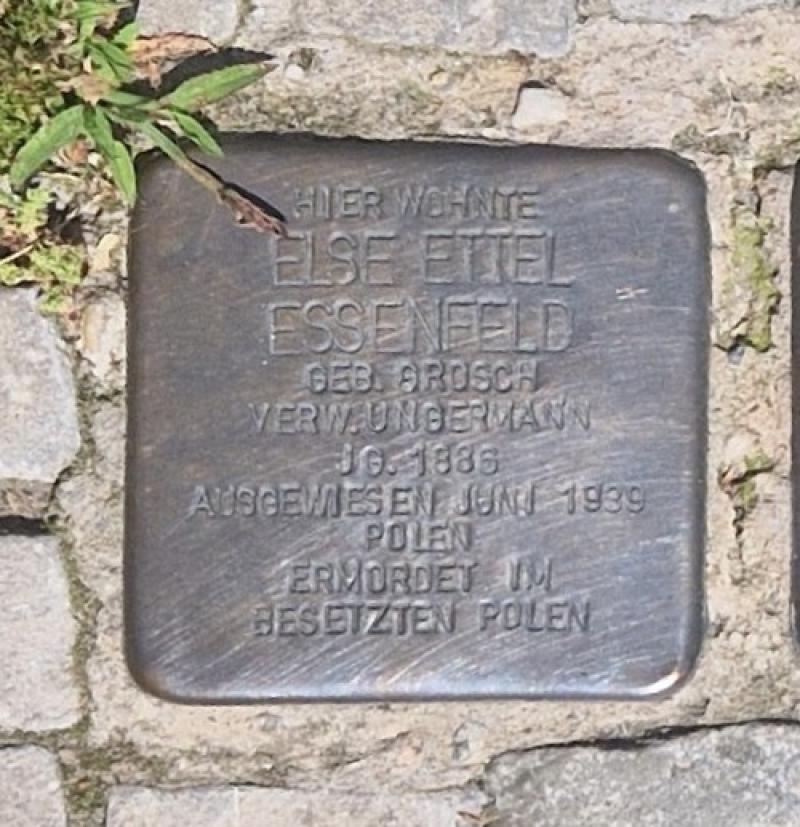 HIER WOHNTE
ELSE ETTEL
ESSENFELD
GEB. GROSCH
VERW. UNGERMANN
JG. 1886
AUSGEWIESEN JUNI 1939
POLEN
ERMORDET IM
BESETZTEN POLEN